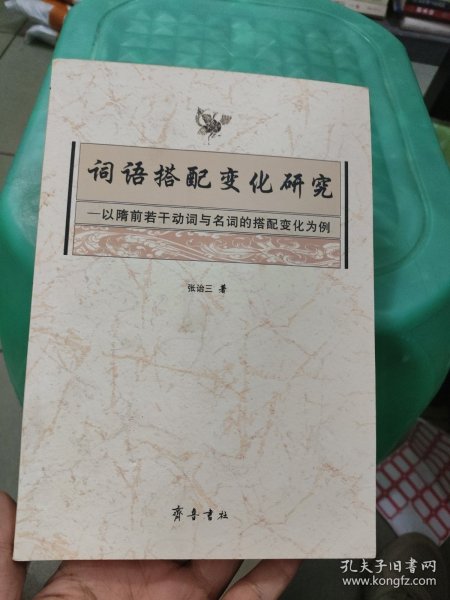 词语搭配变化研究
—以隋前若干动词与名词的搭配变化为例
张诒三 著
齐鲁书社
孔夫子旧书网
www.kongfz.com